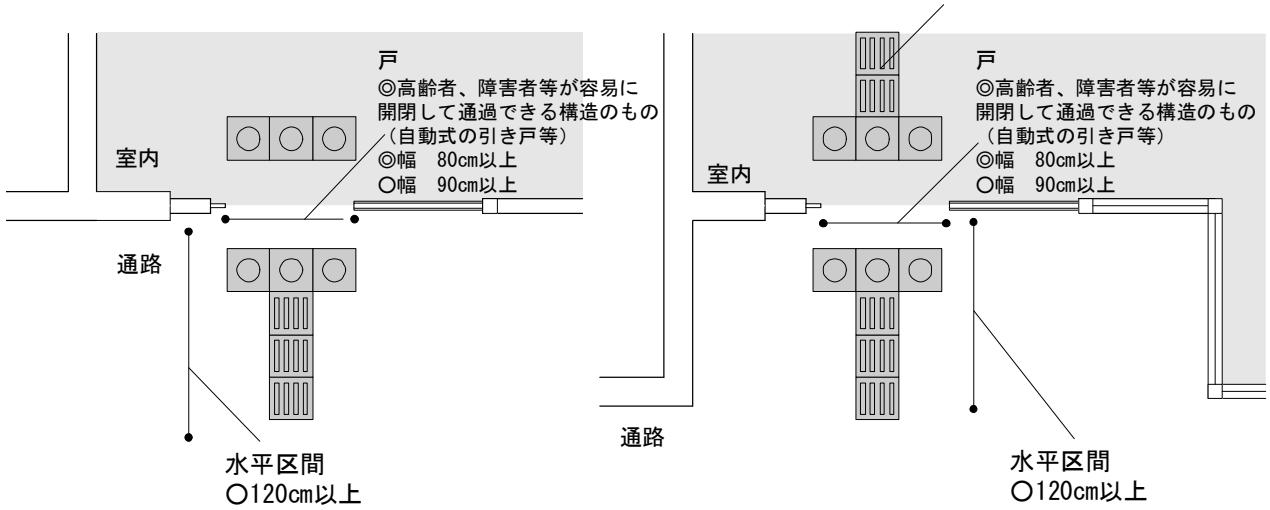 戸
◎高齢者、障害者等が容易に
開閉して通過できる構造のもの
（自動式の引き戸等）
◎幅　80cm以上
○幅　90cm以上
室内
通路
水平区間
○120cm以上
戸
◎高齢者、障害者等が容易に
開閉して通過できる構造のもの
（自動式の引き戸等）
◎幅　80cm以上
○幅　90cm以上
室内
通路
水平区間
○120cm以上